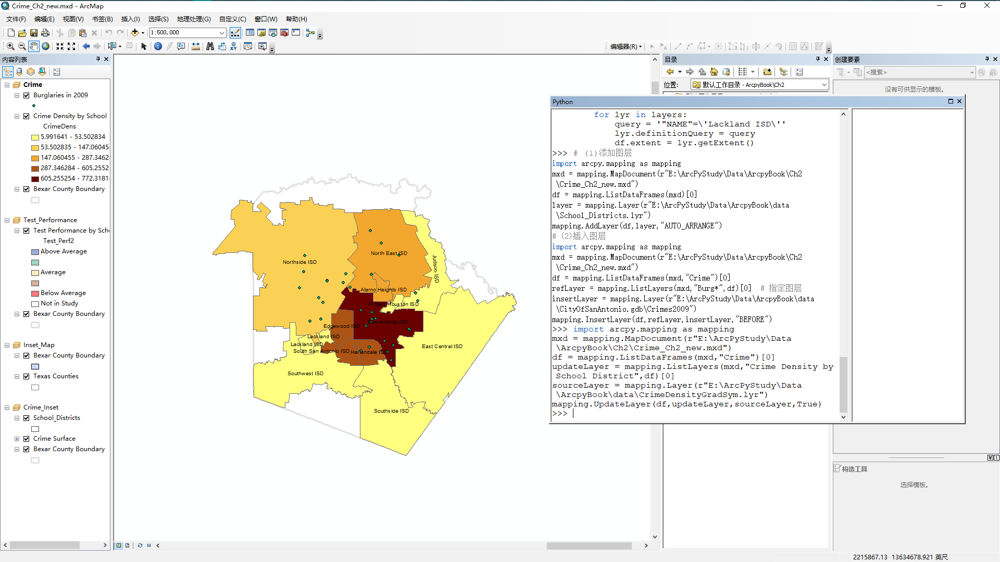 Crime_Ch2_new.mxd - ArcMap
文件(F) 编辑(E) 视图(V) 书签(B) 插入(I) 选择(S) 地理处理(G) 自定义(C) 窗口(W) 帮助(H)
1:500,000
编辑器(R)
内容列表
Crime
Burglaries in 2009
Crime Density by School
CrimeDens
5.991641 - 53.502834
53.502835 - 147.06045
147.060455 - 287.3462
287.346284 - 605.2552
605.255254 - 772.3181
Bexar County Boundary
Test_Performance
Test Performance by Sch
Test_Perf2
Above Average
Average
Below Average
Not in Study
Bexar County Boundary
Inset_Map
Bexar County Boundary
Texas Counties
Crime_Inset
School_Districts
Crime Surface
Bexar County Boundary
Northside ISD
North East ISD
Judson ISD
Alamo Heights ISD
Ft Sam Houston ISD
San Antonio ISD
Edgewood ISD
Lackland ISD
Lackland ISD
South San Antonio ISD
Harlandale ISD
East Central ISD
Southwest ISD
Southside ISD
目录
位置:
默认工作目录 - ArcpyBook\Ch2
创建要素
<搜索>
没有可供显示的模板。
Python
for lyr in layers:
query = '"NAME"=\'Lackland ISD\''
lyr.definitionQuery = query
df.extent = lyr.getExtent()
>>> # (1)添加图层
import arcpy.mapping as mapping
mxd = mapping.MapDocument(r"E:\ArcPyStudy\Data\ArcpyBook\Ch2
\Crime_Ch2_new.mxd")
df = mapping.ListDataFrames(mxd)[0]
layer = mapping.Layer(r"E:\ArcPyStudy\Data\ArcpyBook\data
\School_Districts.lyr")
mapping.AddLayer(df,layer,"AUTO_ARRANGE")
# (2)插入图层
import arcpy.mapping as mapping
mxd = mapping.MapDocument(r"E:\ArcPyStudy\Data\ArcpyBook\Ch2
\Crime_Ch2_new.mxd")
df = mapping.ListDataFrames(mxd,"Crime")[0]
refLayer = mapping.ListLayers(mxd,"Burg*",df)[0]  # 指定图层
insertLayer = mapping.Layer(r"E:\ArcPyStudy\Data\ArcpyBook\data
\CityOfSanAntonio.gdb\Crimes2009")
mapping.InsertLayer(df,refLayer,insertLayer,"BEFORE")
>>> import arcpy.mapping as mapping
mxd = mapping.MapDocument(r"E:\ArcPyStudy\Data
\ArcpyBook\Ch2\Crime_Ch2_new.mxd")
df = mapping.ListDataFrames(mxd,"Crime")[0]
updateLayer = mapping.ListLayers(mxd,"Crime Density by
School District",df)[0]
sourceLayer = mapping.Layer(r"E:\ArcPyStudy\Data
\ArcpyBook\data\CrimeDensityGradSym.lyr")
mapping.UpdateLayer(df,updateLayer,sourceLayer,True)
>>>
构造工具
选择模板。
2215867.13 13634678.921 英尺